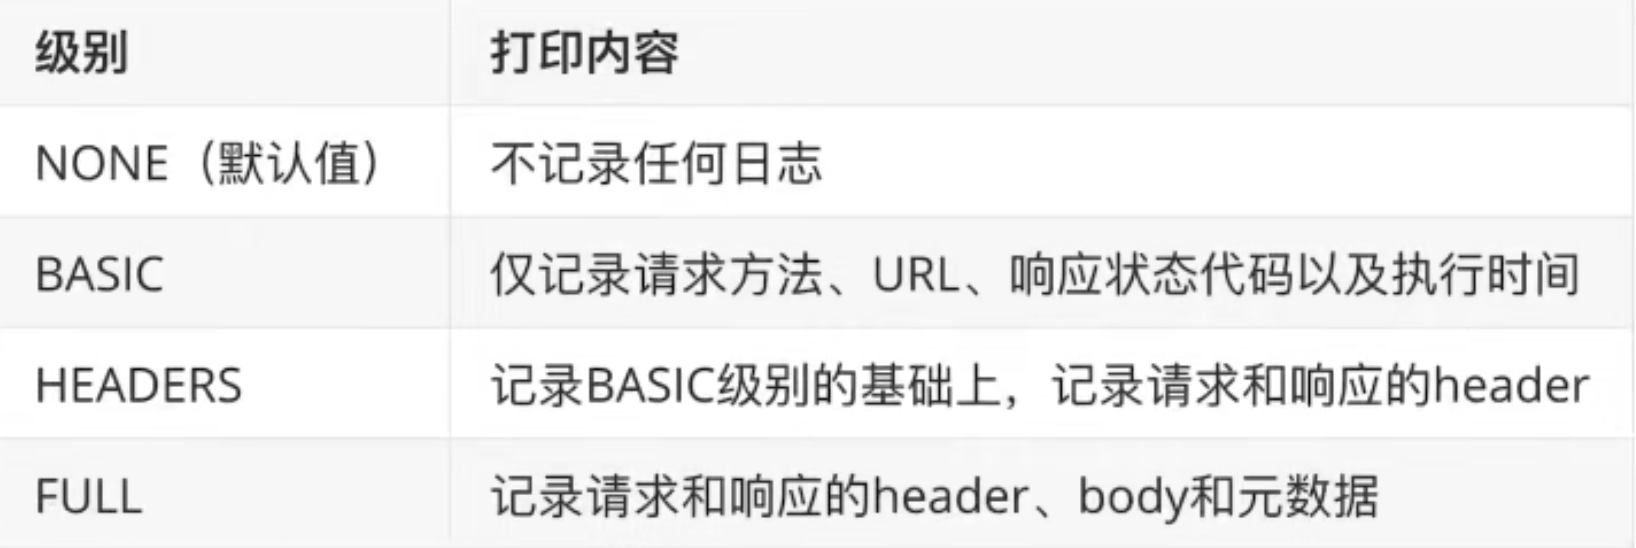 级别 打印内容
NONE（默认值） 不记录任何日志
BASIC 仅记录请求方法、URL、响应状态代码以及执行时间
HEADERS 记录BASIC级别的基础上，记录请求和响应的header
FULL 记录请求和响应的header、body和元数据